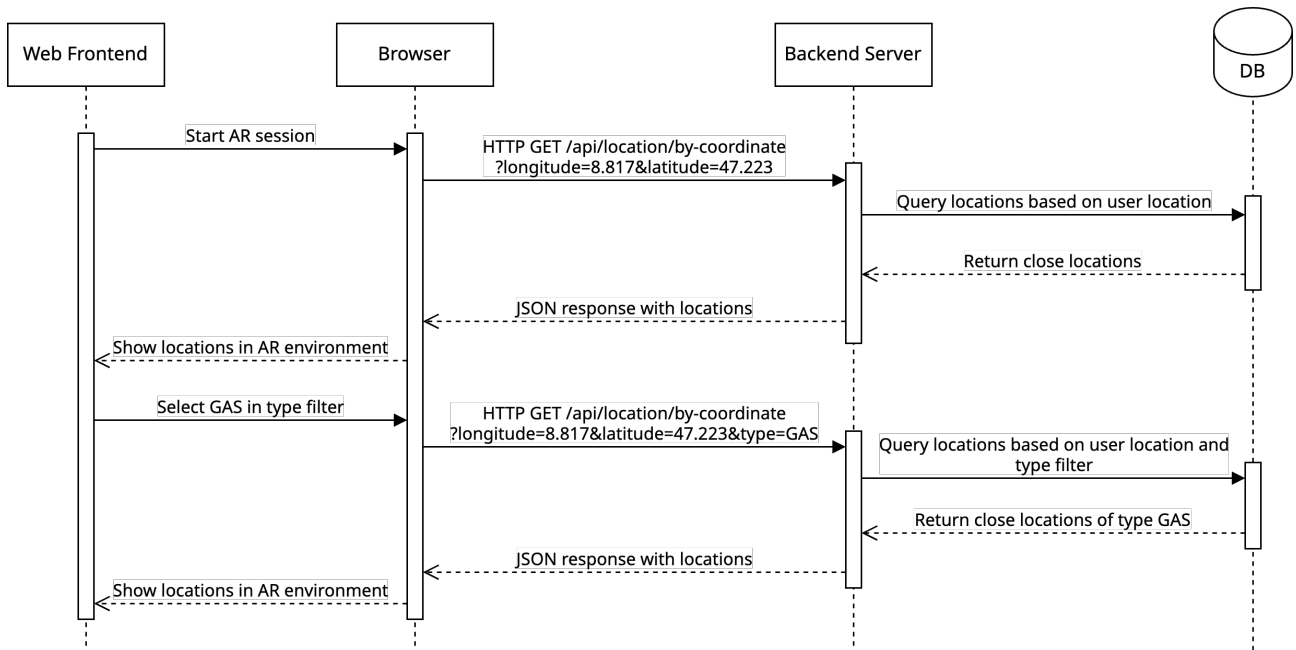 Web Frontend
Browser
Backend Server
DB
Start AR session
HTTP GET /api/location/by-coordinate
?longitude=8.817&latitude=47.223
Query locations based on user location
Return close locations
JSON response with locations
Show locations in AR environment
Select GAS in type filter
HTTP GET /api/location/by-coordinate
?longitude=8.817&latitude=47.223&type=GAS
Query locations based on user location and
type filter
Return close locations of type GAS
JSON response with locations
Show locations in AR environment